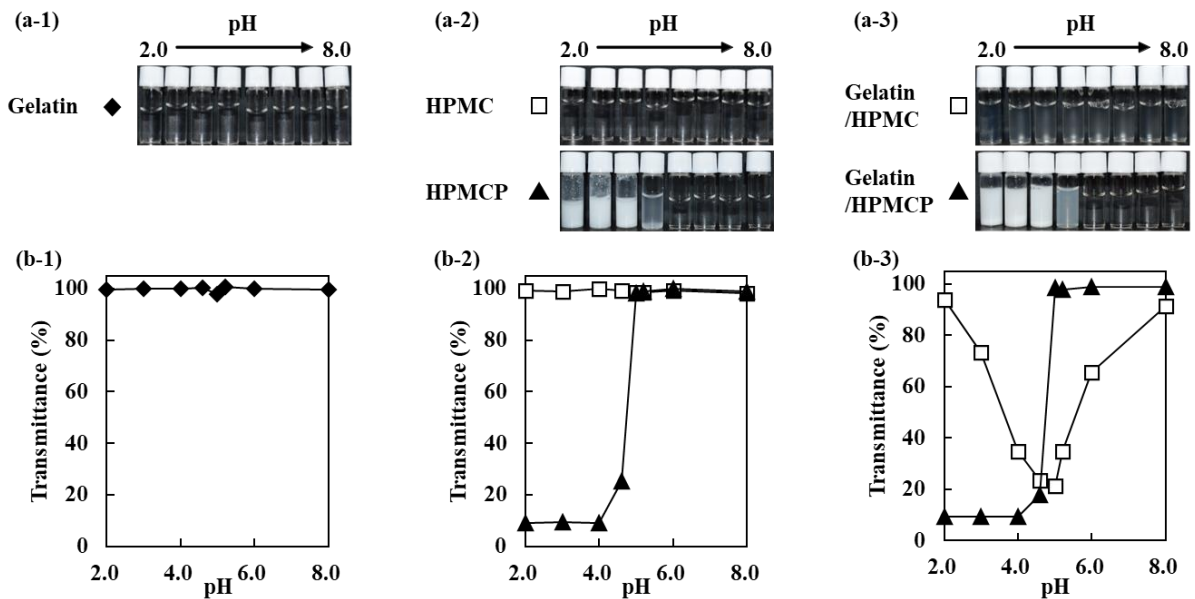 (a-1)
pH
2.0 8.0
Gelatin
(a-2)
pH
2.0 8.0
HPMC
HPMCP
(a-3)
pH
2.0 8.0
Gelatin
/HPMC
Gelatin
/HPMCP
(b-1)
Transmittance (%)
100
80
60
40
20
0
2.0 4.0 6.0 8.0
pH
(b-2)
Transmittance (%)
100
80
60
40
20
0
2.0 4.0 6.0 8.0
pH
(b-3)
Transmittance (%)
100
80
60
40
20
0
2.0 4.0 6.0 8.0
pH